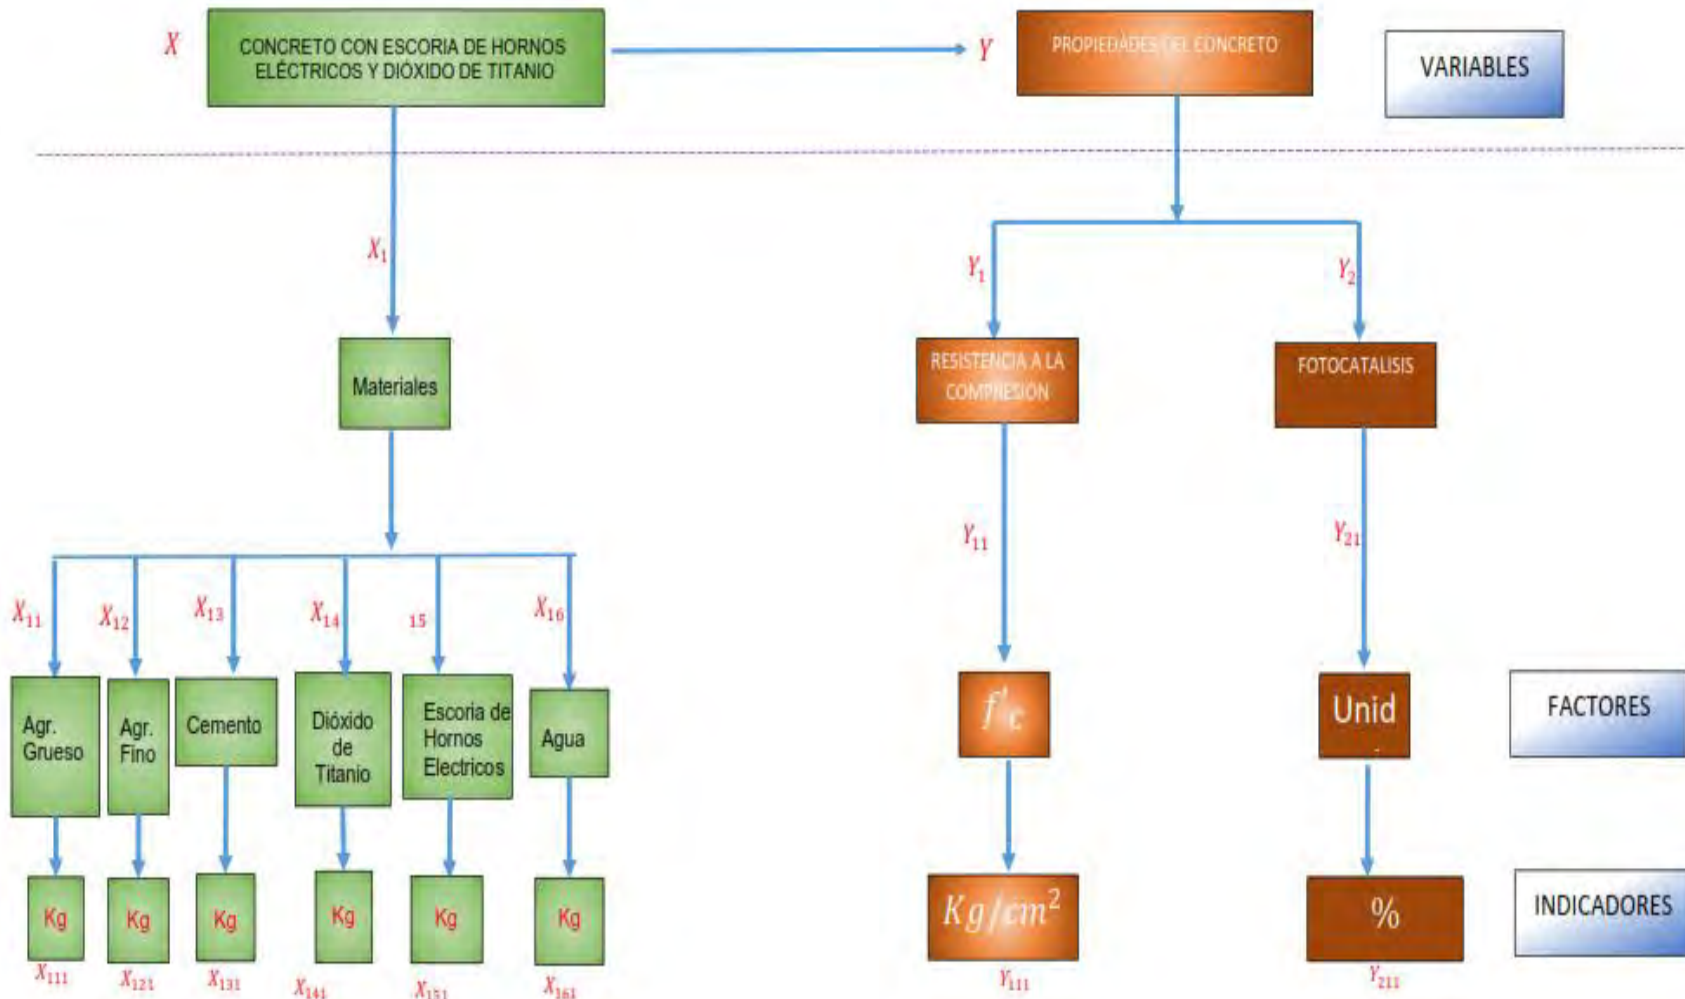 X
CONCRETO CON ESCORIA DE HORNOS
ELÉCTRICOS Y DIÓXIDO DE TITANIO
Y
PROPIEDADES DEL CONCRETO
VARIABLES
X₁
Y₁
Y₂
Materiales
RESISTENCIA A LA
COMPRESION
FOTOCATALISIS
Y₁₁
Y₂₁
X₁₁
X₁₂
X₁₃
X₁₄
15
X₁₆
Agr.
Grueso
Agr.
Fino
Cemento
Dióxido
de
Titanio
Escoria de
Hornos
Electricos
Agua
f'c
Unid
FACTORES
Kg
Kg
Kg
Kg
Kg
Kg
Kg/cm²
%
INDICADORES
X₁₁₁
X₁₂₁
X₁₃₁
X₁₄₁
X₁₅₁
X₁₆₁
Y₁₁₁
Y₂₁₁